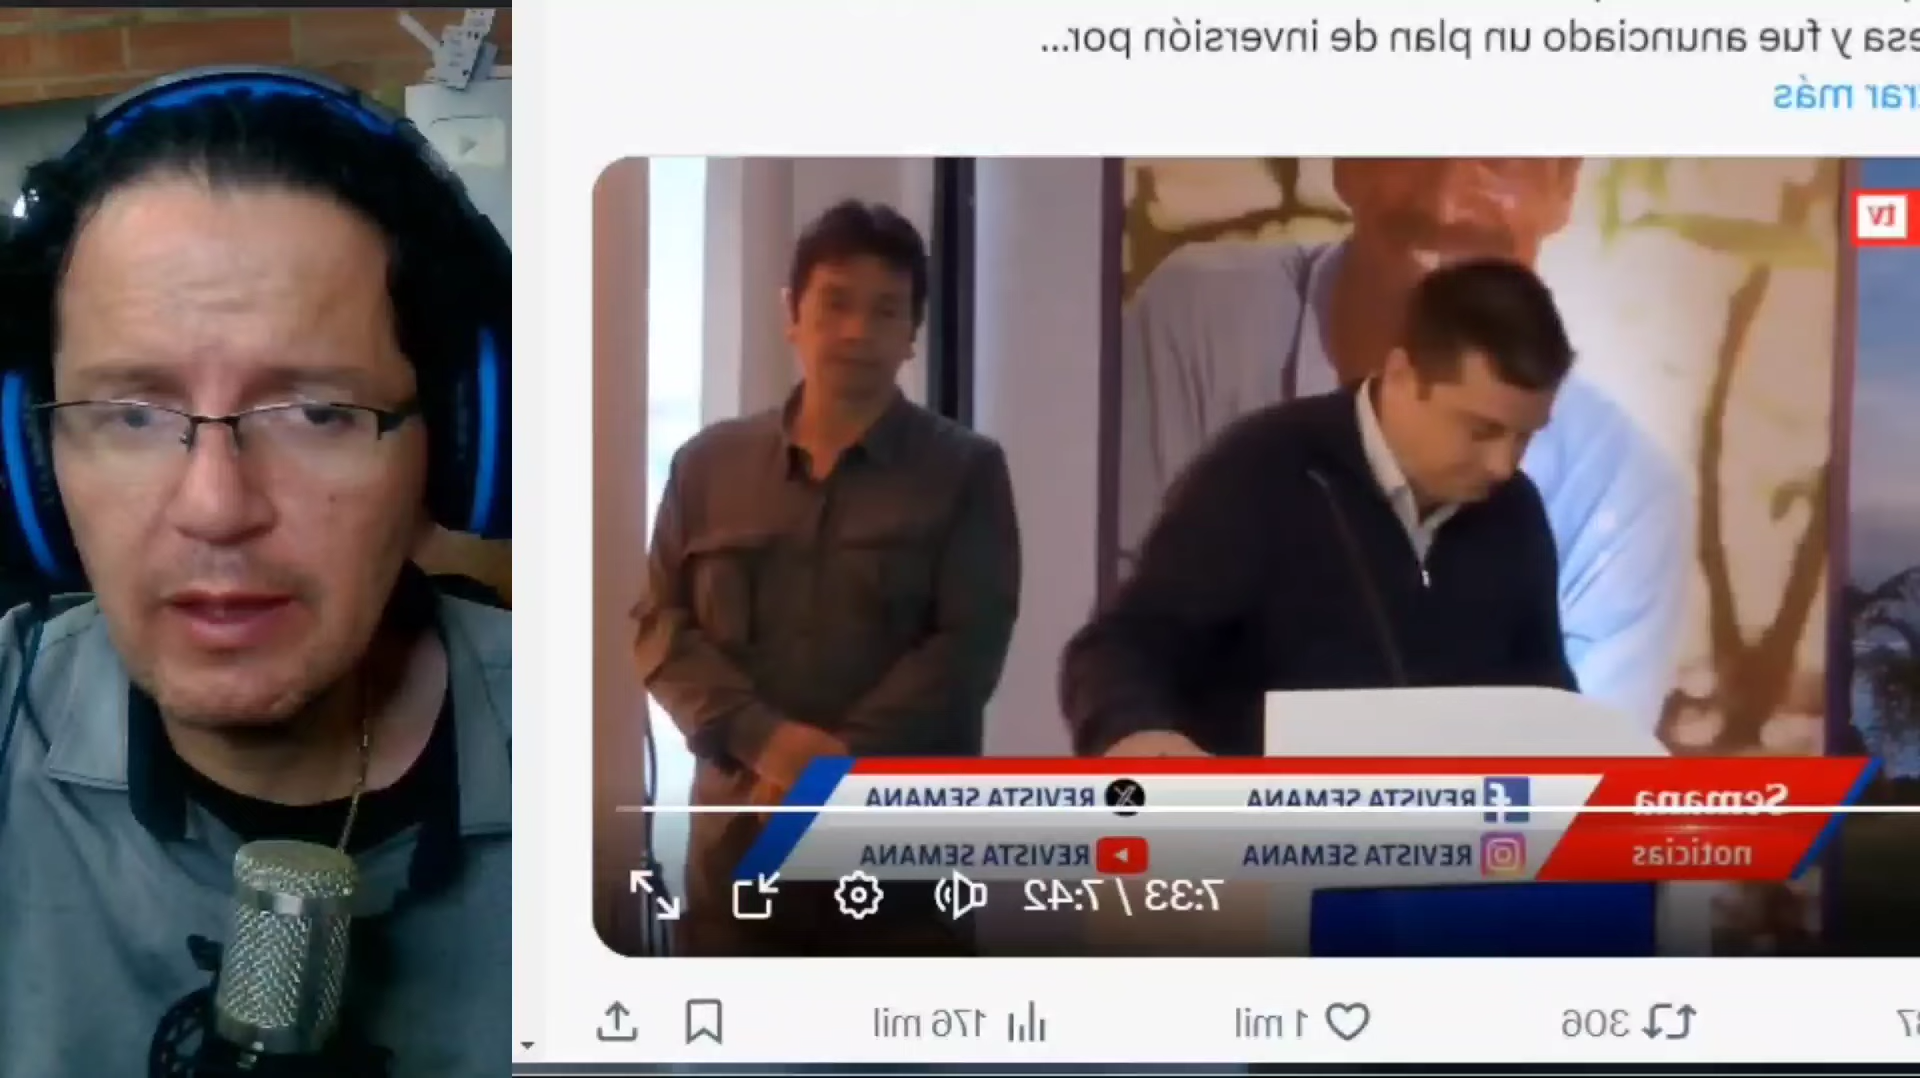 esa y fue anunciado un plan de inversión por...
rar más
tv
Semana
noticias
REVISTA SEMANA
REVISTA SEMANA
REVISTA SEMANA
REVISTA SEMANA
7:33 / 7:42
306
1 mil
176 mil